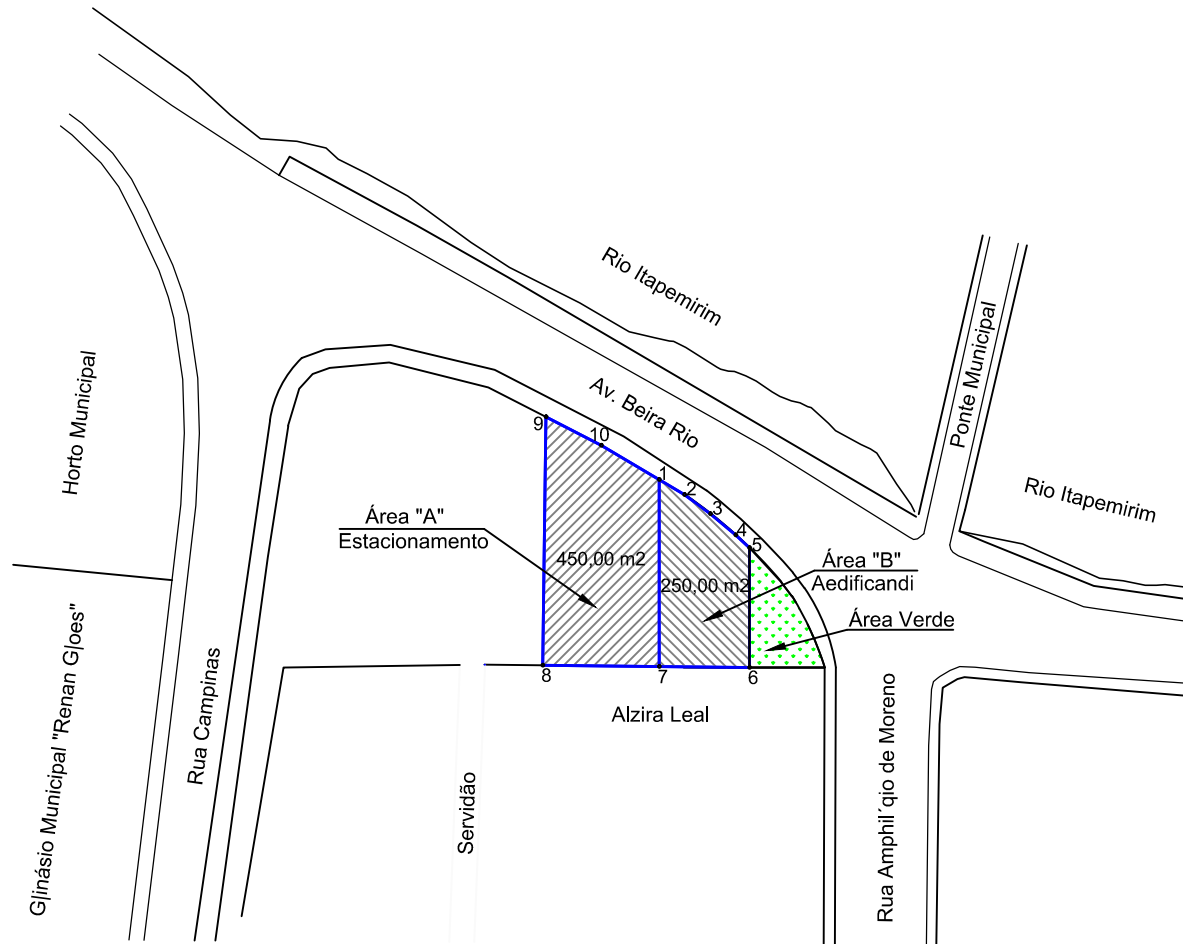 Rio Itapemirim
Ponte Municipal
Av. Beira Rio
Horto Municipal
9
10
1
2
3
4
5
Rio Itapemirim
Área "A"
Estacionamento
450,00 m2
250,00 m2
Área "B"
Aedificandi
Área Verde
8
7
6
Alzira Leal
Rua Campinas
G|inásio Municipal "Renan G|oes"
Servidão
Rua Amphil´qio de Moreno